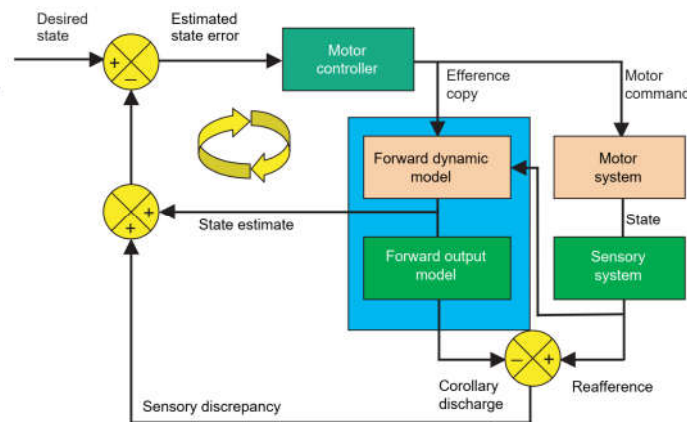 Desired
state
Estimated
state error
Motor
controller
Efference
copy
Motor
command
+
−
Forward dynamic
model
Motor
system
+
+
State estimate
State
Forward output
model
Sensory
system
−
+
Corollary
discharge
Reafference
Sensory discrepancy